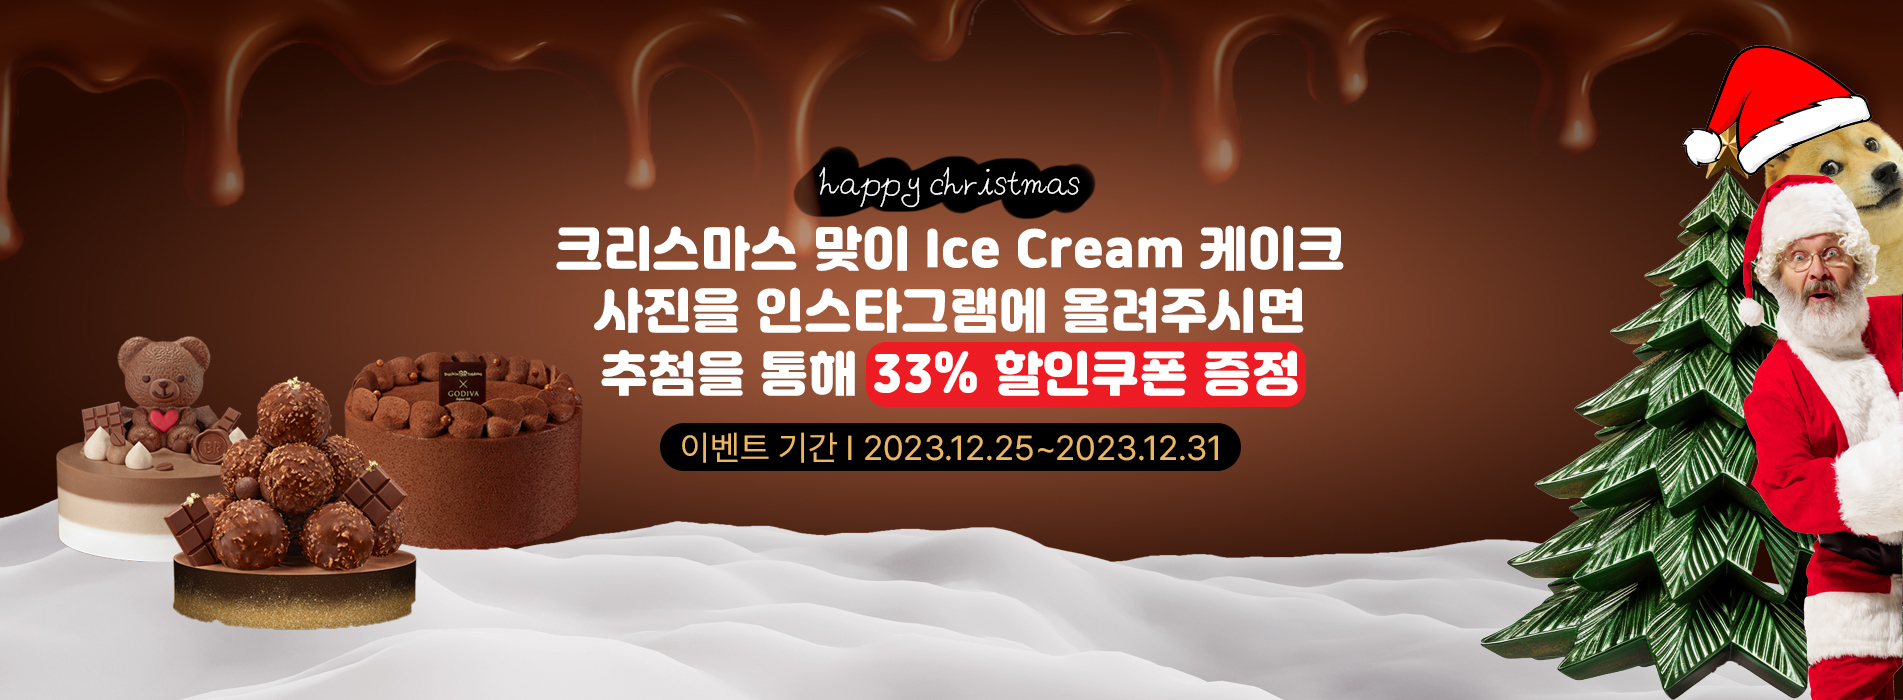 happy christmas
크리스마스 맞이 Ice Cream 케이크
사진을 인스타그램에 올려주시면
추첨을 통해 33% 할인쿠폰 증정
이벤트 기간 I 2023.12.25~2023.12.31
×
GODIVA
BR